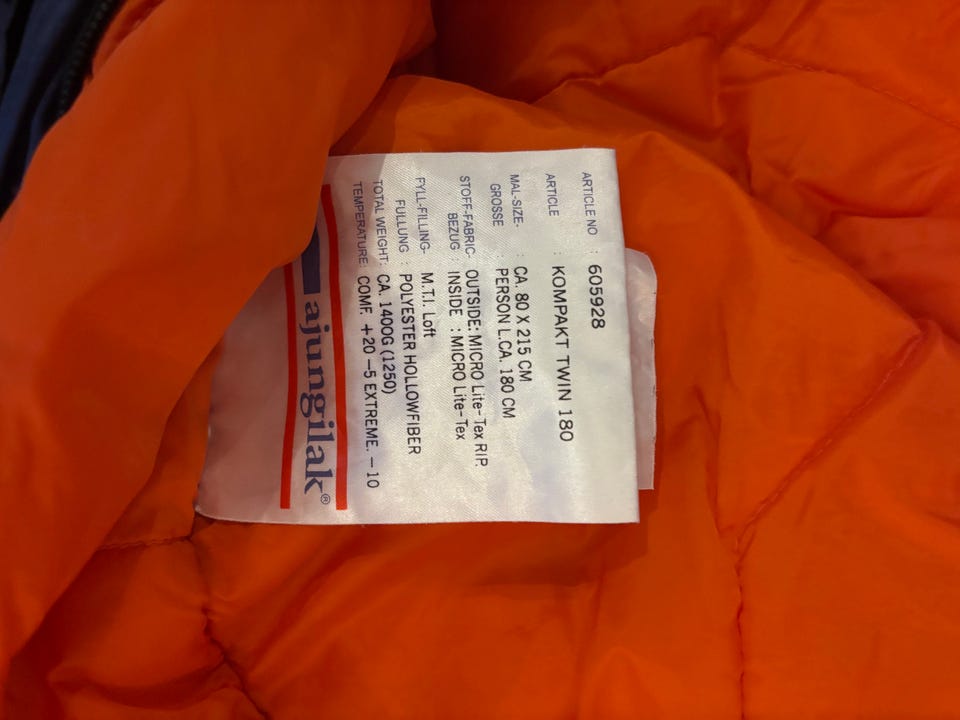 ARTICLE NO : 605928
ARTICLE : KOMPAKT TWIN 180
MAL-SIZE- : CA. 80 X 215 CM
GROSSE PERSON L.CA. 180 CM
STOFF-FABRIC- OUTSIDE: MICRO Lite-Tex RIP.
BEZUG : INSIDE : MICRO Lite-Tex
FYLL-FILLING- M.T.I. Loft
FULLUNG : POLYESTER HOLLOWFIBER
TOTAL WEIGHT: CA. 1400G (1250)
TEMPERATURE: COMF. +20 -5 EXTREME. -10
ajungilak®